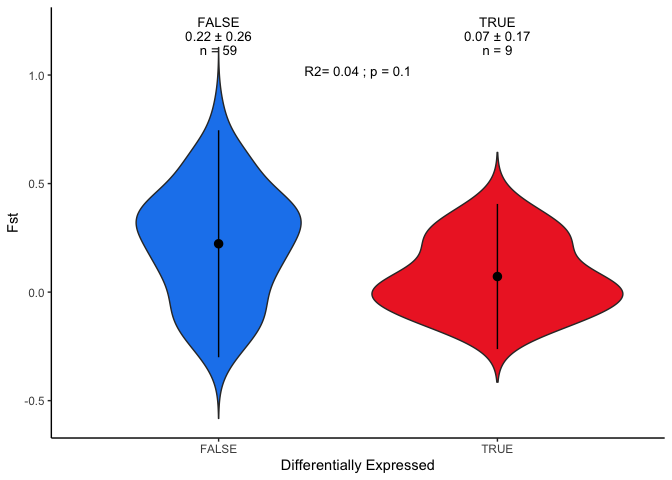 FALSE
0.22 ± 0.26
n = 59
TRUE
0.07 ± 0.17
n = 9
R2= 0.04 ; p = 0.1
1.0
0.5
0.0
-0.5
Fst
FALSE
TRUE
Differentially Expressed